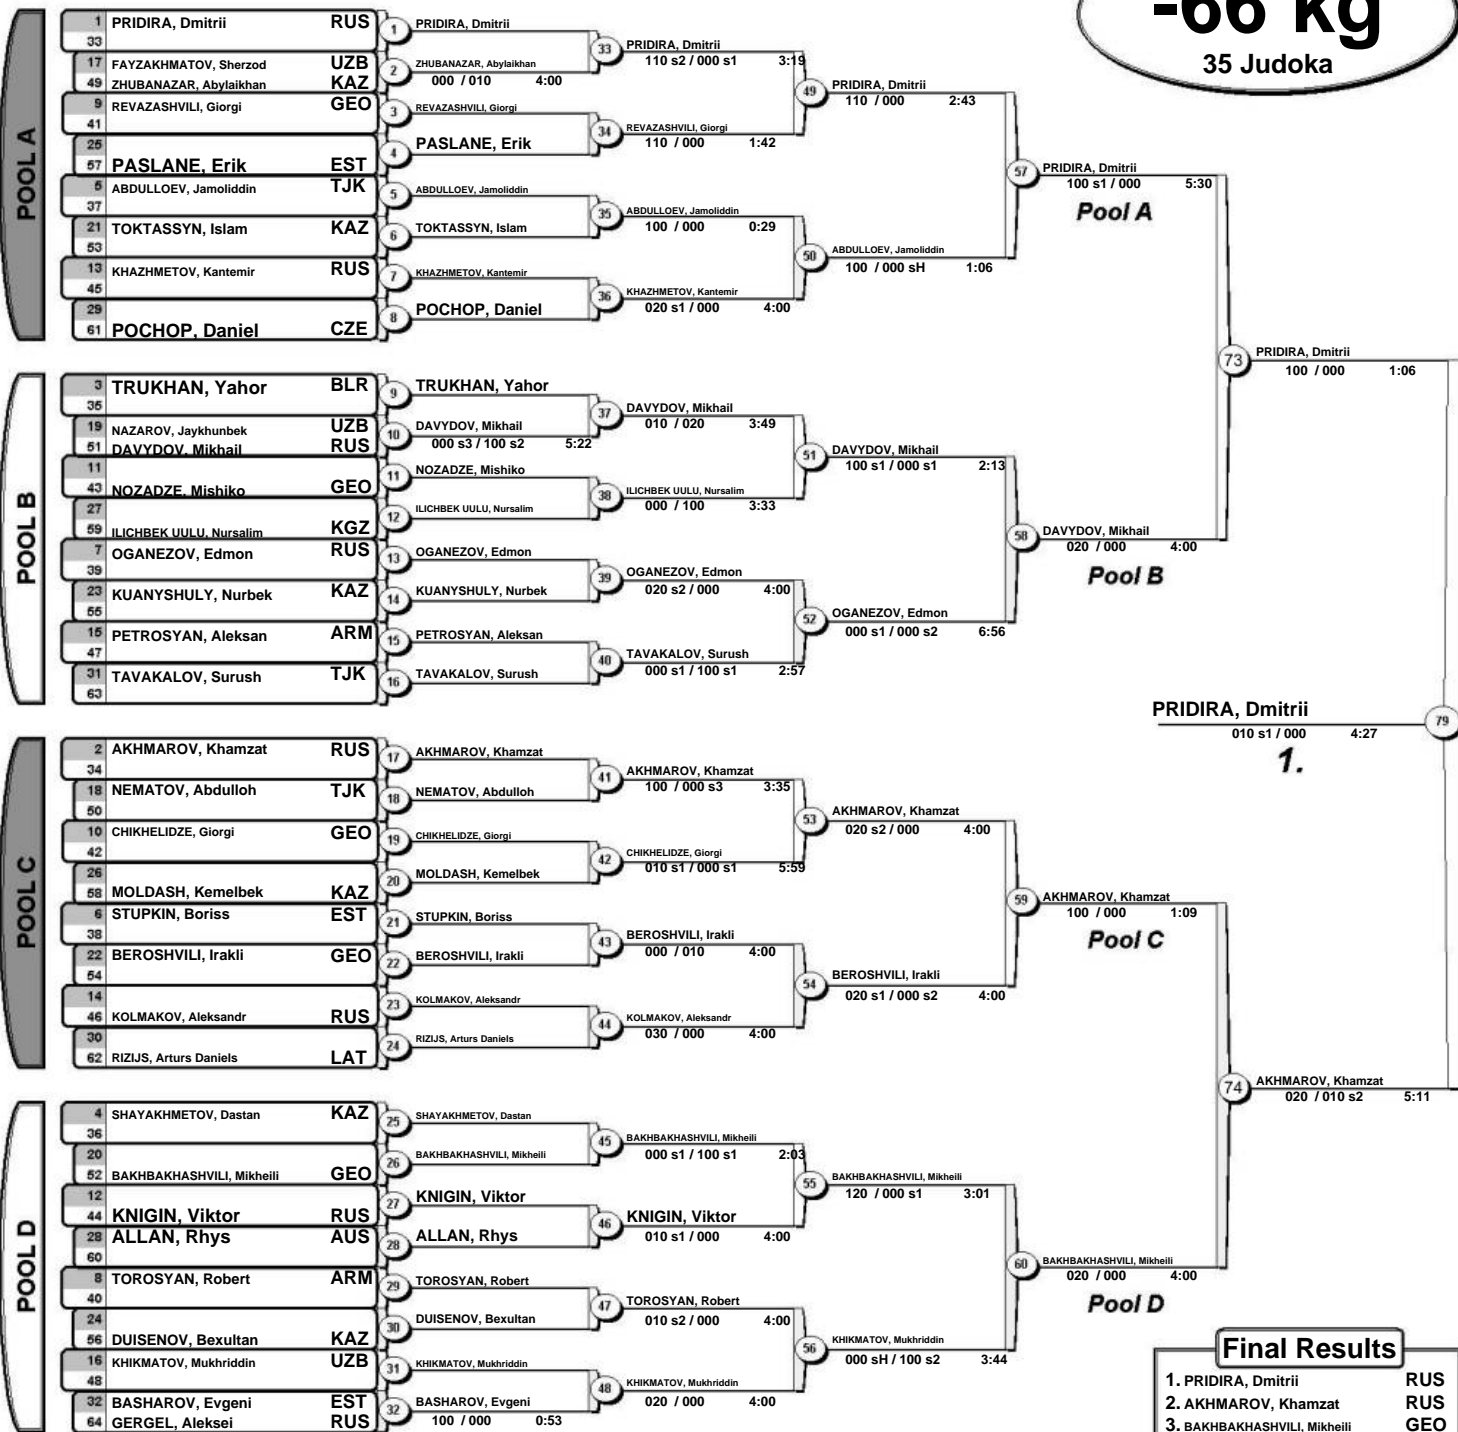 -66 kg
35 Judoka
POOL A
1 PRIDIRA, Dmitrii RUS
33
17 FAYZAKHMATOV, Sherzod UZB
49 ZHUBANAZAR, Abylaikhan KAZ
9 REVAZASHVILI, Giorgi GEO
41
25
57 PASLANE, Erik EST
5 ABDULLOEV, Jamoliddin TJK
37
21 TOKTASSYN, Islam KAZ
53
13 KHAZHMETOV, Kantemir RUS
45
29
61 POCHOP, Daniel CZE
1 PRIDIRA, Dmitrii
2 ZHUBANAZAR, Abylaikhan
000 / 010 4:00
3 REVAZASHVILI, Giorgi
4 PASLANE, Erik
5 ABDULLOEV, Jamoliddin
6 TOKTASSYN, Islam
7 KHAZHMETOV, Kantemir
8 POCHOP, Daniel
33 PRIDIRA, Dmitrii
110 s2 / 000 s1 3:19
34 REVAZASHVILI, Giorgi
110 / 000 1:42
35 ABDULLOEV, Jamoliddin
100 / 000 0:29
36 KHAZHMETOV, Kantemir
020 s1 / 000 4:00
49 PRIDIRA, Dmitrii
110 / 000 2:43
50 ABDULLOEV, Jamoliddin
100 / 000 sH 1:06
57 PRIDIRA, Dmitrii
100 s1 / 000 5:30
Pool A
POOL B
3 TRUKHAN, Yahor BLR
35
19 NAZAROV, Jaykhunbek UZB
51 DAVYDOV, Mikhail RUS
11
43 NOZADZE, Mishiko GEO
27
59 ILICHBEK UULU, Nursalim KGZ
7 OGANEZOV, Edmon RUS
39
23 KUANYSHULY, Nurbek KAZ
55
15 PETROSYAN, Aleksan ARM
47
31 TAVAKALOV, Surush TJK
63
9 TRUKHAN, Yahor
10 DAVYDOV, Mikhail
000 s3 / 100 s2 5:22
11 NOZADZE, Mishiko
12 ILICHBEK UULU, Nursalim
13 OGANEZOV, Edmon
14 KUANYSHULY, Nurbek
15 PETROSYAN, Aleksan
16 TAVAKALOV, Surush
37 DAVYDOV, Mikhail
010 / 020 3:49
38 ILICHBEK UULU, Nursalim
000 / 100 3:33
39 OGANEZOV, Edmon
020 s2 / 000 4:00
40 TAVAKALOV, Surush
000 s1 / 100 s1 2:57
51 DAVYDOV, Mikhail
100 s1 / 000 s1 2:13
52 OGANEZOV, Edmon
000 s1 / 000 s2 6:56
58 DAVYDOV, Mikhail
020 / 000 4:00
Pool B
73 PRIDIRA, Dmitrii
100 / 000 1:06
PRIDIRA, Dmitrii 79
010 s1 / 000 4:27
1.
POOL C
2 AKHMAROV, Khamzat RUS
34
18 NEMATOV, Abdulloh TJK
50
10 CHIKHELIDZE, Giorgi GEO
42
26
58 MOLDASH, Kemelbek KAZ
6 STUPKIN, Boriss EST
38
22 BEROSHVILI, Irakli GEO
54
14
46 KOLMAKOV, Aleksandr RUS
30
62 RIZIJS, Arturs Daniels LAT
17 AKHMAROV, Khamzat
18 NEMATOV, Abdulloh
19 CHIKHELIDZE, Giorgi
20 MOLDASH, Kemelbek
21 STUPKIN, Boriss
22 BEROSHVILI, Irakli
23 KOLMAKOV, Aleksandr
24 RIZIJS, Arturs Daniels
41 AKHMAROV, Khamzat
100 / 000 s3 3:35
42 CHIKHELIDZE, Giorgi
010 s1 / 000 s1 5:59
43 BEROSHVILI, Irakli
000 / 010 4:00
44 KOLMAKOV, Aleksandr
030 / 000 4:00
53 AKHMAROV, Khamzat
020 s2 / 000 4:00
54 BEROSHVILI, Irakli
020 s1 / 000 s2 4:00
59 AKHMAROV, Khamzat
100 / 000 1:09
Pool C
POOL D
4 SHAYAKHMETOV, Dastan KAZ
36
20
52 BAKHBAKHASHVILI, Mikheili GEO
12
44 KNIGIN, Viktor RUS
28 ALLAN, Rhys AUS
60
8 TOROSYAN, Robert ARM
40
24
56 DUISENOV, Bexultan KAZ
16 KHIKMATOV, Mukhriddin UZB
48
32 BASHAROV, Evgeni EST
64 GERGEL, Aleksei RUS
25 SHAYAKHMETOV, Dastan
26 BAKHBAKHASHVILI, Mikheili
27 KNIGIN, Viktor
28 ALLAN, Rhys
29 TOROSYAN, Robert
30 DUISENOV, Bexultan
31 KHIKMATOV, Mukhriddin
32 BASHAROV, Evgeni
100 / 000 0:53
45 BAKHBAKHASHVILI, Mikheili
000 s1 / 100 s1 2:03
46 KNIGIN, Viktor
010 s1 / 000 4:00
47 TOROSYAN, Robert
010 s2 / 000 4:00
48 KHIKMATOV, Mukhriddin
020 / 000 4:00
55 BAKHBAKHASHVILI, Mikheili
120 / 000 s1 3:01
56 KHIKMATOV, Mukhriddin
000 sH / 100 s2 3:44
60 BAKHBAKHASHVILI, Mikheili
020 / 000 4:00
Pool D
74 AKHMAROV, Khamzat
020 / 010 s2 5:11
Final Results
1. PRIDIRA, Dmitrii RUS
2. AKHMAROV, Khamzat RUS
3. BAKHBAKHASHVILI, Mikheili GEO